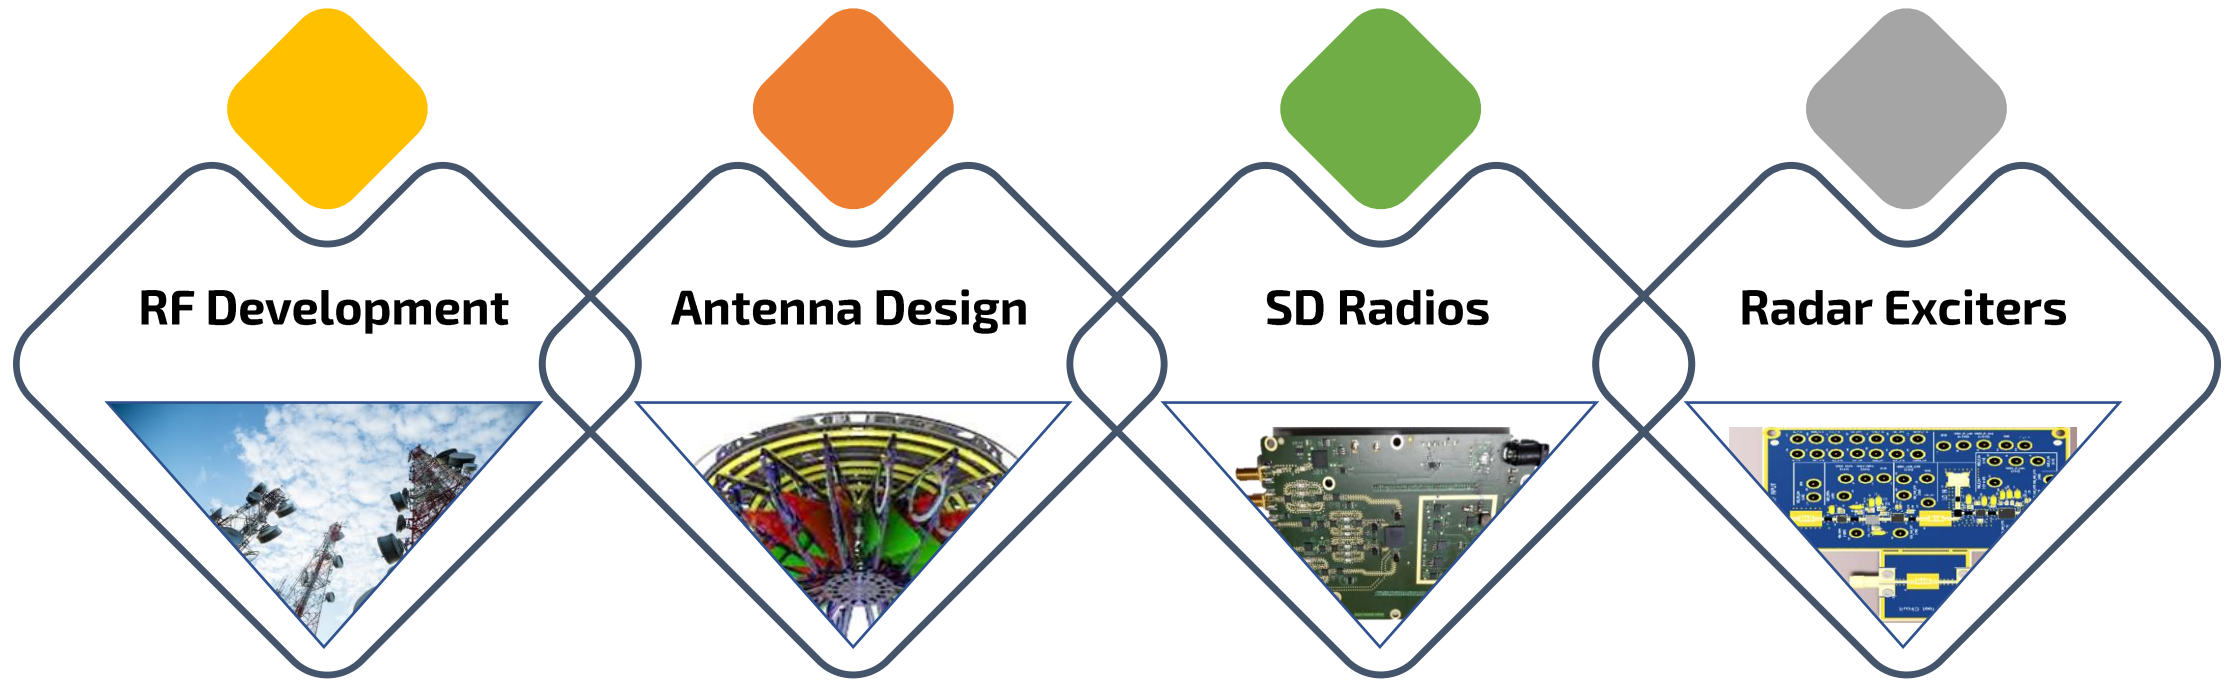 RF Development
Antenna Design
SD Radios
Radar Exciters